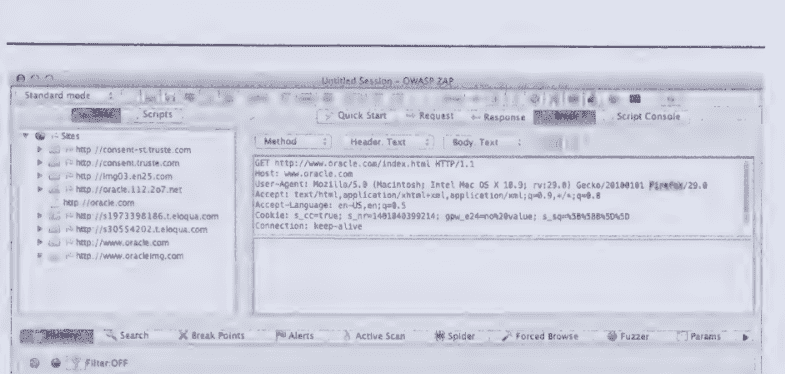 Untitled Session - OWASP ZAP
Standard mode
Scripts
Quick Start
Request
Response
Script Console
Sites
http://consent-st.truste.com
http://consent.truste.com
http://img03.en25.com
http://oracle.112.2o7.net
http://oracle.com
http://s1973398186.t.eloqua.com
http://s30554202.t.eloqua.com
http://www.oracle.com
http://www.oracleimg.com
Method
Header: Text
Body: Text
GET http://www.oracle.com/index.html HTTP/1.1
Host: www.oracle.com
User-Agent: Mozilla/5.0 (Macintosh; Intel Mac OS X 10.9; rv:29.0) Gecko/20100101 Firefox/29.0
Accept: text/html,application/xhtml+xml,application/xml;q=0.9,*/*;q=0.8
Accept-Language: en-US,en;q=0.5
Cookie: s_cc=true; s_nr=1401840399214; gpw_e24=no%20value; s_sq=%5B%5BB%5D%5D
Connection: keep-alive
Search
Break Points
Alerts
Active Scan
Spider
Forced Browse
Fuzzer
Params
Filter:OFF